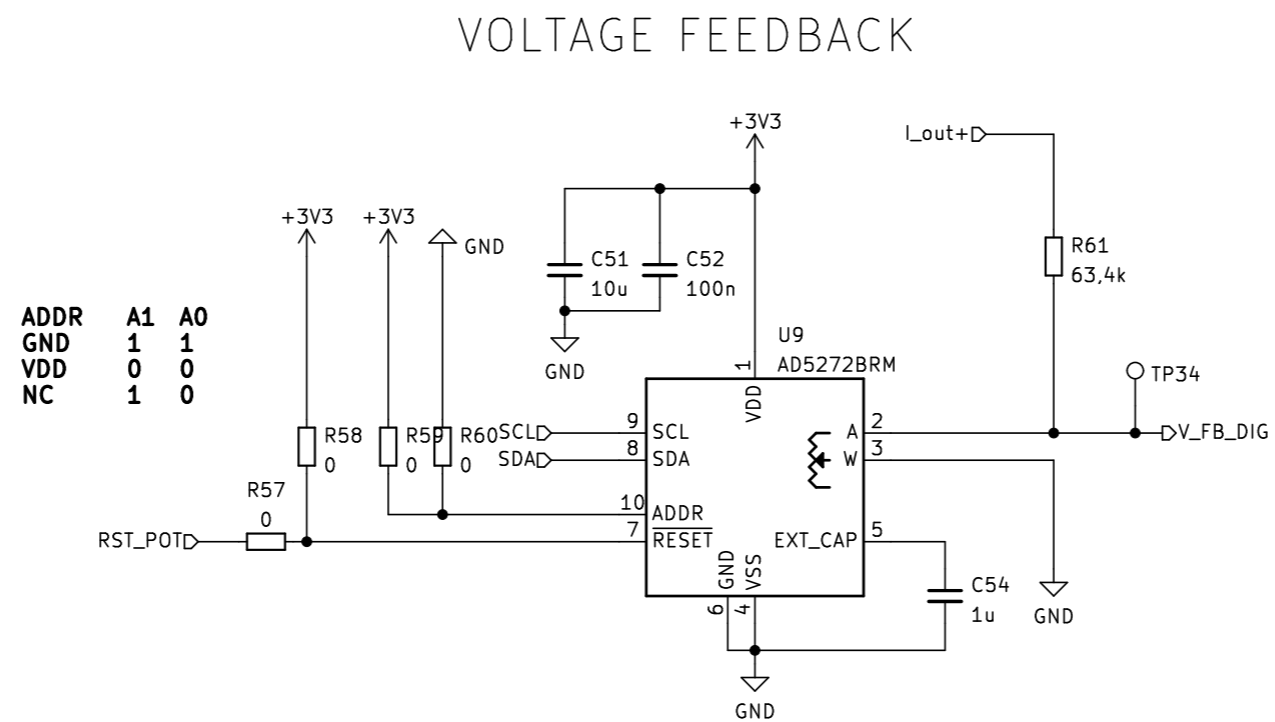 VOLTAGE FEEDBACK
+3V3
I_out+
+3V3
+3V3
GND
C51
10u
C52
100n
R61
63,4k
ADDR A1 A0
GND 1 1
VDD 0 0
NC 1 0
GND
U9
AD5272BRM
1
VDD
TP34
R58
0
R59
0
R60
0
SCL
9
SCL
A
2
V_FB_DIG
SDA
8
SDA
W
3
R57
0
10
ADDR
RST_POT
7
RESET
EXT_CAP
5
GND
VSS
6
4
C54
1u
GND
GND